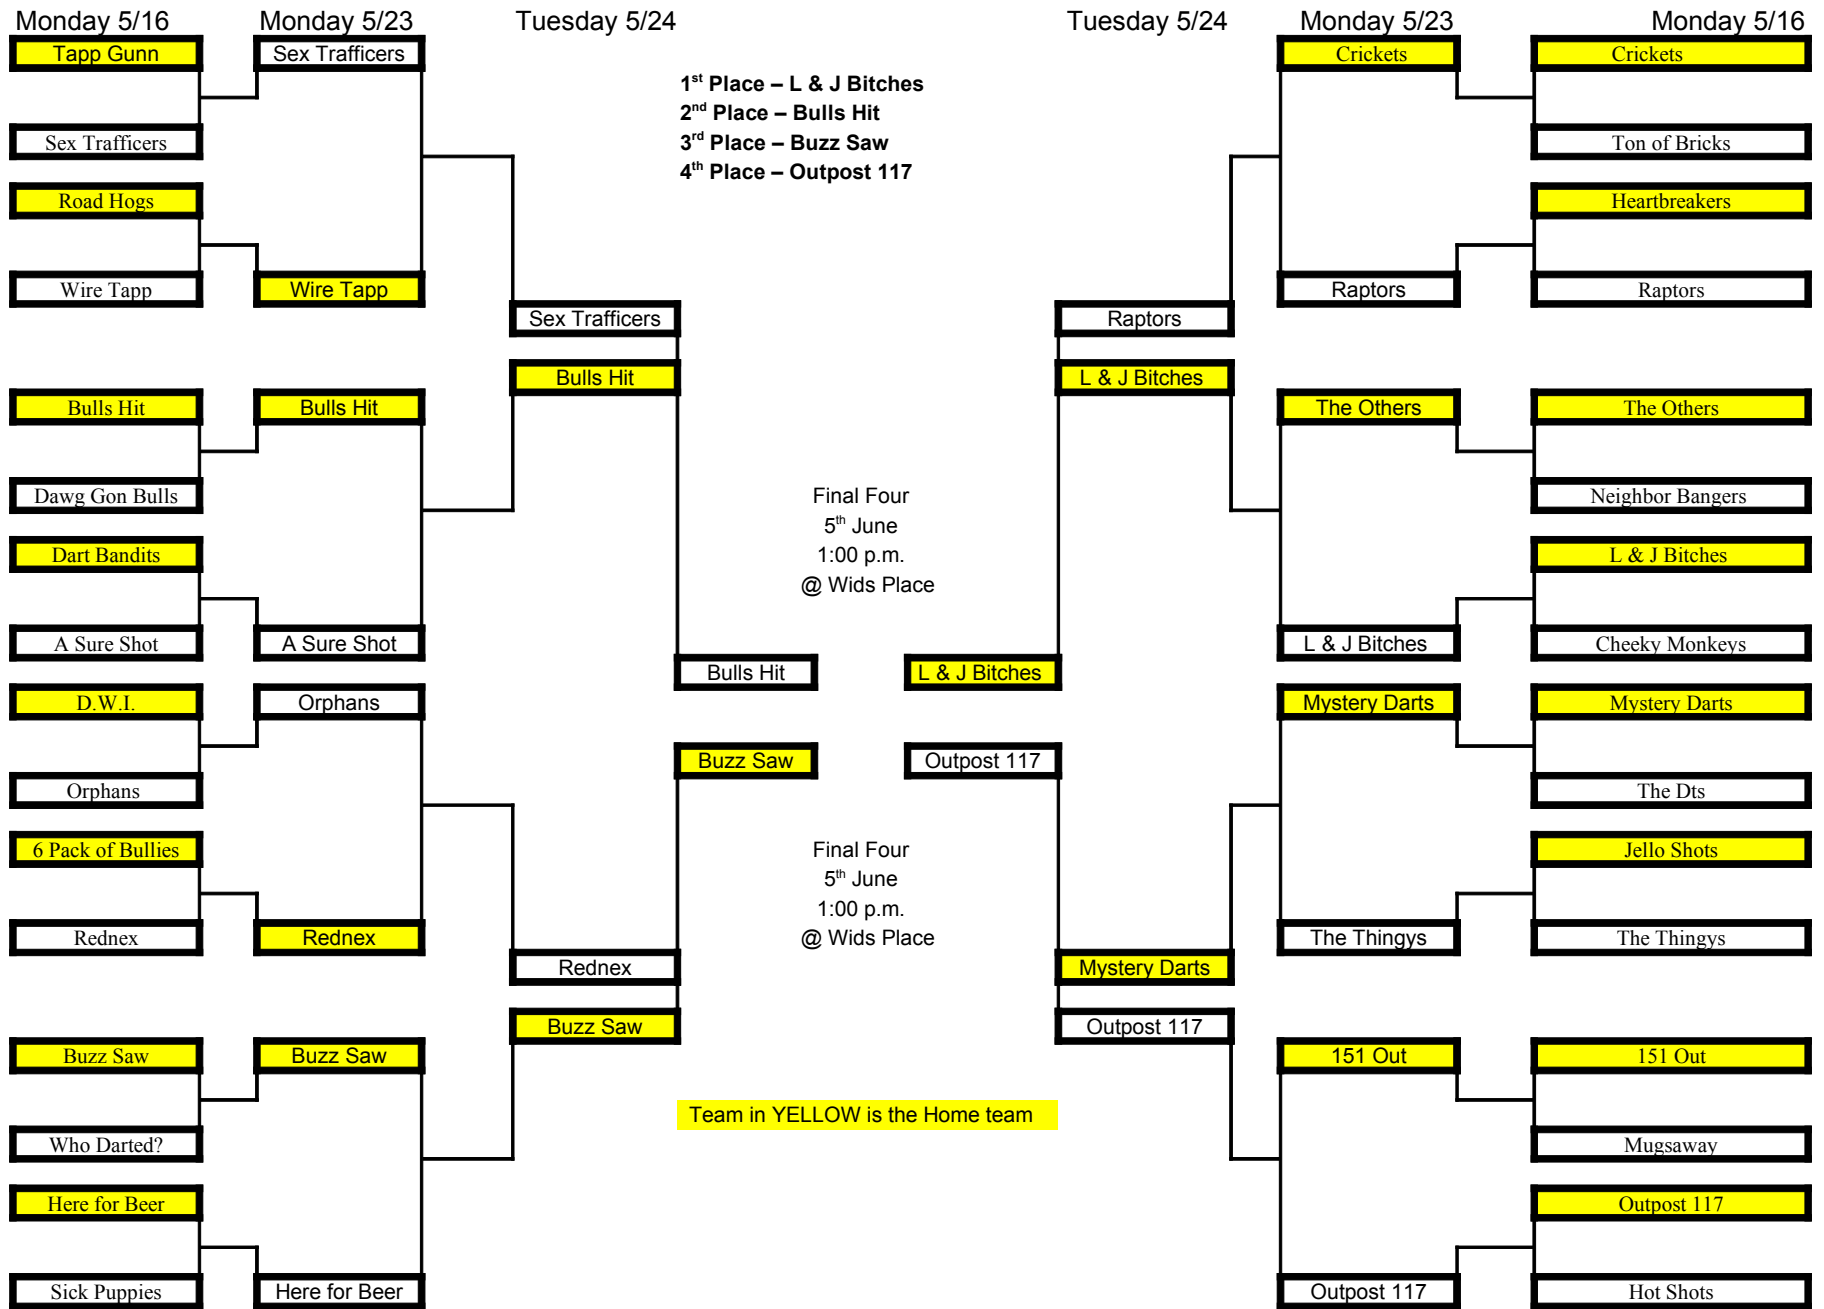 Monday 5/16
Monday 5/23
Tuesday 5/24
Tuesday 5/24
Monday 5/23
Monday 5/16
Tapp Gunn
Sex Trafficers
Crickets
Crickets
1st Place – L & J Bitches
2nd Place – Bulls Hit
3rd Place – Buzz Saw
4th Place – Outpost 117
Sex Trafficers
Ton of Bricks
Road Hogs
Heartbreakers
Wire Tapp
Wire Tapp
Raptors
Raptors
Sex Trafficers
Raptors
Bulls Hit
L & J Bitches
Bulls Hit
Bulls Hit
The Others
The Others
Dawg Gon Bulls
Neighbor Bangers
Final Four
5th June
1:00 p.m.
@ Wids Place
Dart Bandits
L & J Bitches
A Sure Shot
A Sure Shot
L & J Bitches
Cheeky Monkeys
Bulls Hit
L & J Bitches
D.W.I.
Orphans
Mystery Darts
Mystery Darts
Buzz Saw
Outpost 117
Orphans
The Dts
6 Pack of Bullies
Jello Shots
Final Four
5th June
1:00 p.m.
@ Wids Place
Rednex
Rednex
The Thingys
The Thingys
Rednex
Mystery Darts
Buzz Saw
Outpost 117
Buzz Saw
Buzz Saw
151 Out
151 Out
Team in YELLOW is the Home team
Who Darted?
Mugsaway
Here for Beer
Outpost 117
Sick Puppies
Here for Beer
Outpost 117
Hot Shots